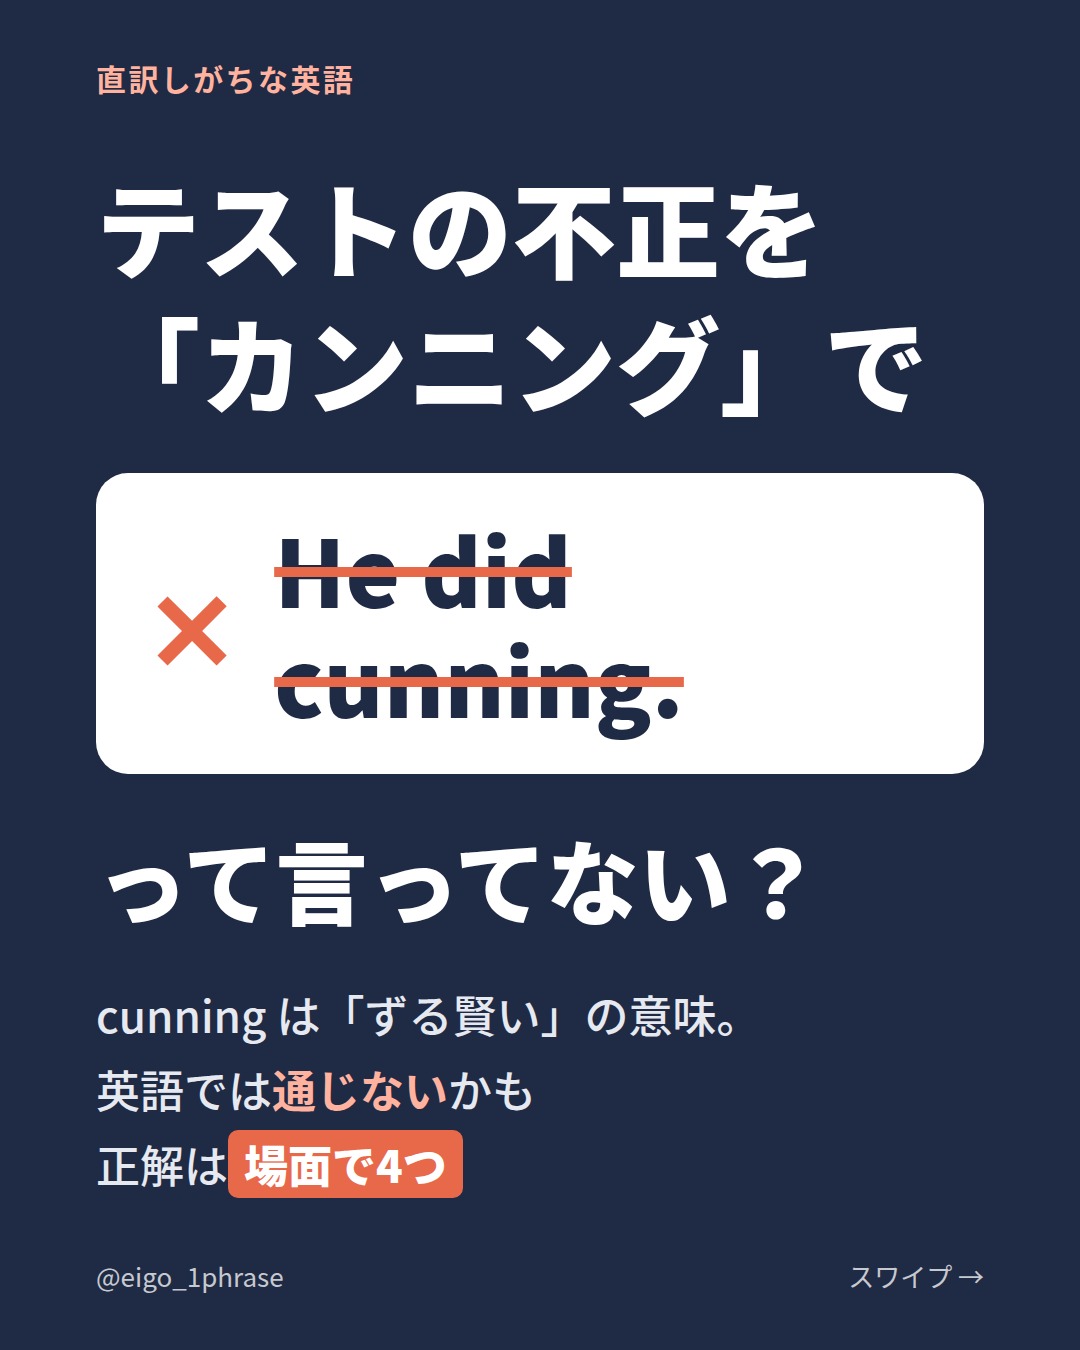 直訳しがちな英語
テストの不正を
「カンニング」で
× He did
cunning.
って言ってない？
cunning は「ずる賢い」の意味。
英語では通じないかも
正解は場面で4つ
@eigo_1phrase
スワイプ →